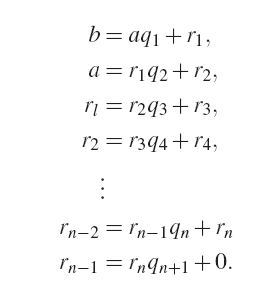 b = aq₁ + r₁,
a = r₁q₂ + r₂,
r_l = r₂q₃ + r₃,
r₂ = r₃q₄ + r₄,
⋮
rₙ₋₂ = rₙ₋₁qₙ + rₙ
rₙ₋₁ = rₙqₙ₊₁ + 0.